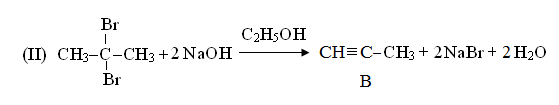 Br
C₂H₅OH
(II) CH₃–C–CH₃ + 2 NaOH ⟶ CH≡C–CH₃ + 2NaBr + 2 H₂O
Br
B